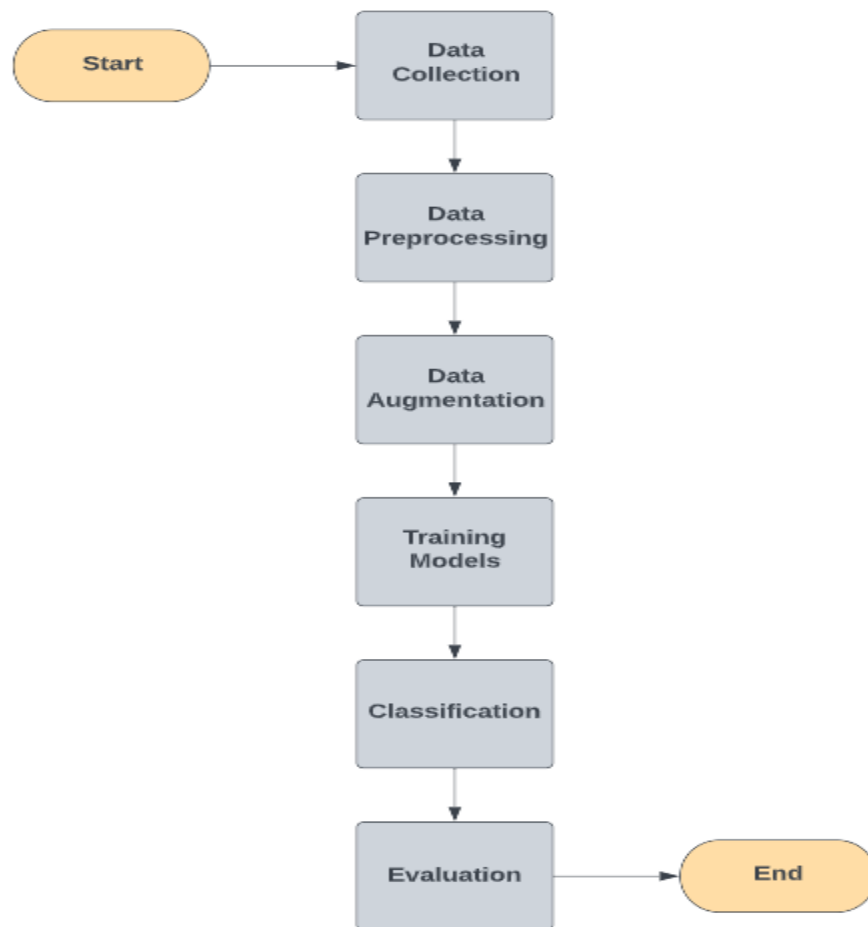 Start
Data
Collection
Data
Preprocessing
Data
Augmentation
Training
Models
Classification
Evaluation
End